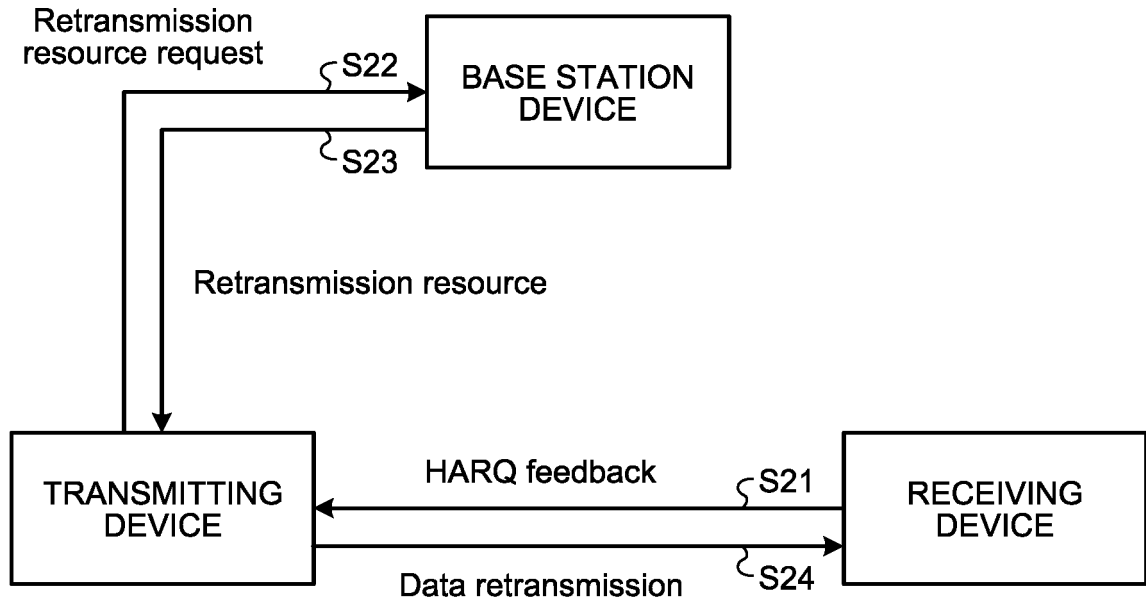 Retransmission
resource request
S22
BASE STATION
DEVICE
S23
Retransmission resource
TRANSMITTING
DEVICE
HARQ feedback
S21
RECEIVING
DEVICE
Data retransmission
S24